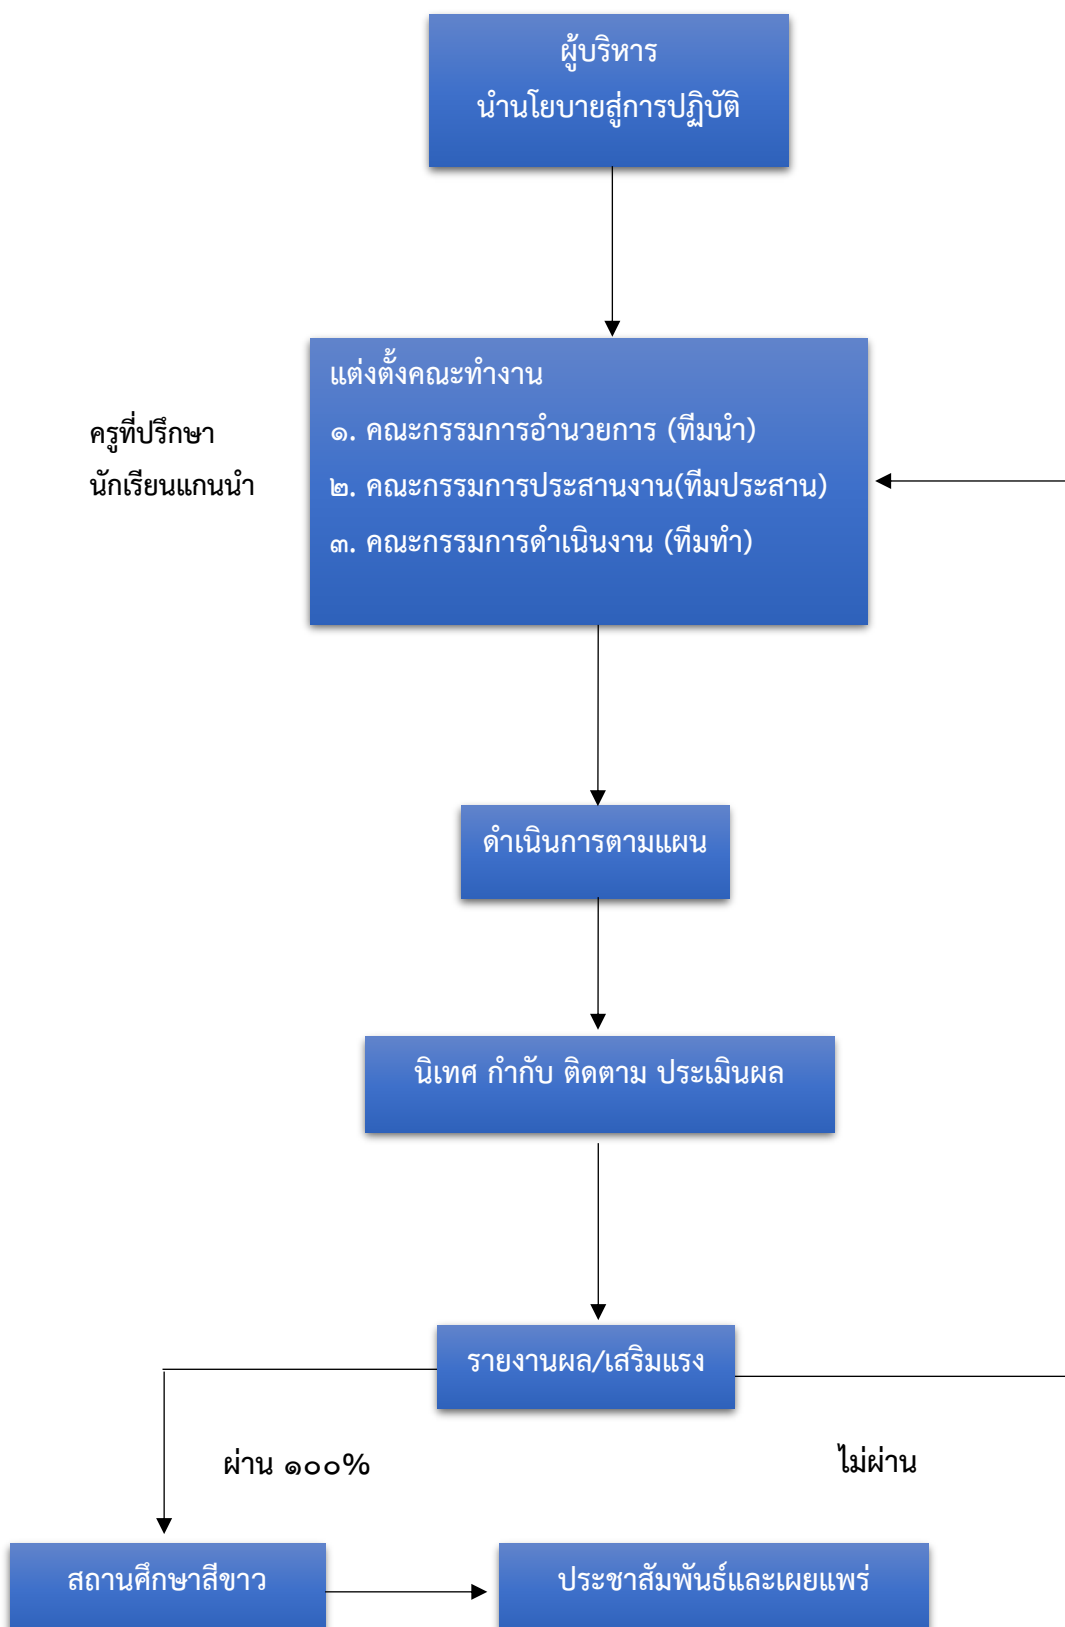 ผู้บริหาร
นำนโยบายสู่การปฏิบัติ
แต่งตั้งคณะทำงาน
๑. คณะกรรมการอำนวยการ (ทีมนำ)
๒. คณะกรรมการประสานงาน(ทีมประสาน)
๓. คณะกรรมการดำเนินงาน (ทีมทำ)
ครูที่ปรึกษา
นักเรียนแกนนำ
ดำเนินการตามแผน
นิเทศ กำกับ ติดตาม ประเมินผล
รายงานผล/เสริมแรง
ผ่าน ๑๐๐%
ไม่ผ่าน
สถานศึกษาสีขาว
ประชาสัมพันธ์และเผยแพร่